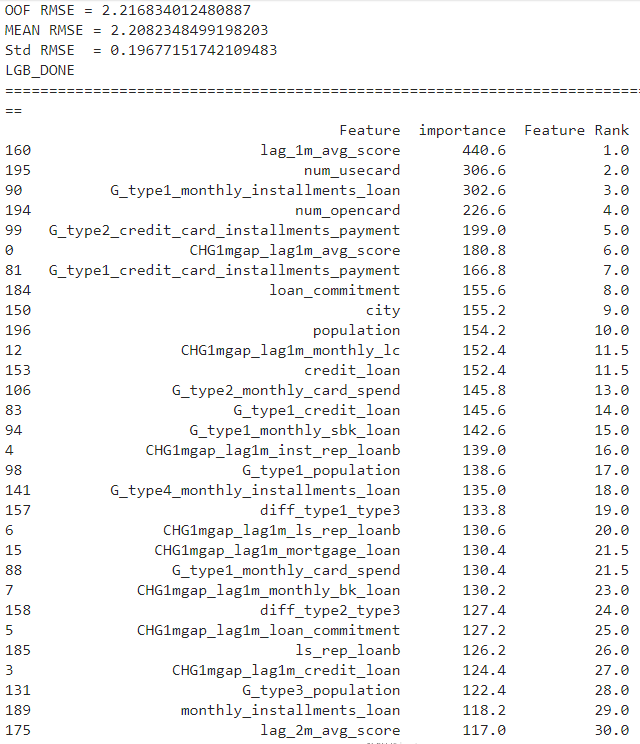 OOF RMSE = 2.216834012480887
MEAN RMSE = 2.2082348499198203
Std RMSE  = 0.19677151742109483
LGB_DONE
=========================================================================
==
Feature importance Feature Rank
160 lag_1m_avg_score 440.6 1.0
195 num_usecard 306.6 2.0
90 G_type1_monthly_installments_loan 302.6 3.0
194 num_opencard 226.6 4.0
99 G_type2_credit_card_installments_payment 199.0 5.0
0 CHG1mgap_lag1m_avg_score 180.8 6.0
81 G_type1_credit_card_installments_payment 166.8 7.0
184 loan_commitment 155.6 8.0
150 city 155.2 9.0
196 population 154.2 10.0
12 CHG1mgap_lag1m_monthly_lc 152.4 11.5
153 credit_loan 152.4 11.5
106 G_type2_monthly_card_spend 145.8 13.0
83 G_type1_credit_loan 145.6 14.0
94 G_type1_monthly_sbk_loan 142.6 15.0
4 CHG1mgap_lag1m_inst_rep_loanb 139.0 16.0
98 G_type1_population 138.6 17.0
141 G_type4_monthly_installments_loan 135.0 18.0
157 diff_type1_type3 133.8 19.0
6 CHG1mgap_lag1m_ls_rep_loanb 130.6 20.0
15 CHG1mgap_lag1m_mortgage_loan 130.4 21.5
88 G_type1_monthly_card_spend 130.4 21.5
7 CHG1mgap_lag1m_monthly_bk_loan 130.2 23.0
158 diff_type2_type3 127.4 24.0
5 CHG1mgap_lag1m_loan_commitment 127.2 25.0
185 ls_rep_loanb 126.2 26.0
3 CHG1mgap_lag1m_credit_loan 124.4 27.0
131 G_type3_population 122.4 28.0
189 monthly_installments_loan 118.2 29.0
175 lag_2m_avg_score 117.0 30.0